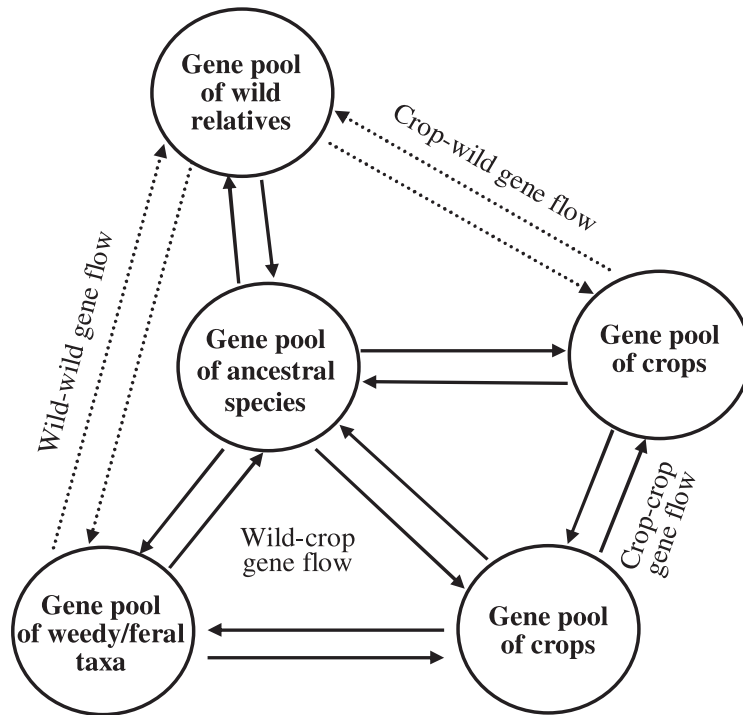 Gene pool
of wild
relatives
Crop-wild gene flow
Wild-wild gene flow
Gene pool
of ancestral
species
Gene pool
of crops
Crop-crop
gene flow
Wild-crop
gene flow
Gene pool
of weedy/feral
taxa
Gene pool
of crops